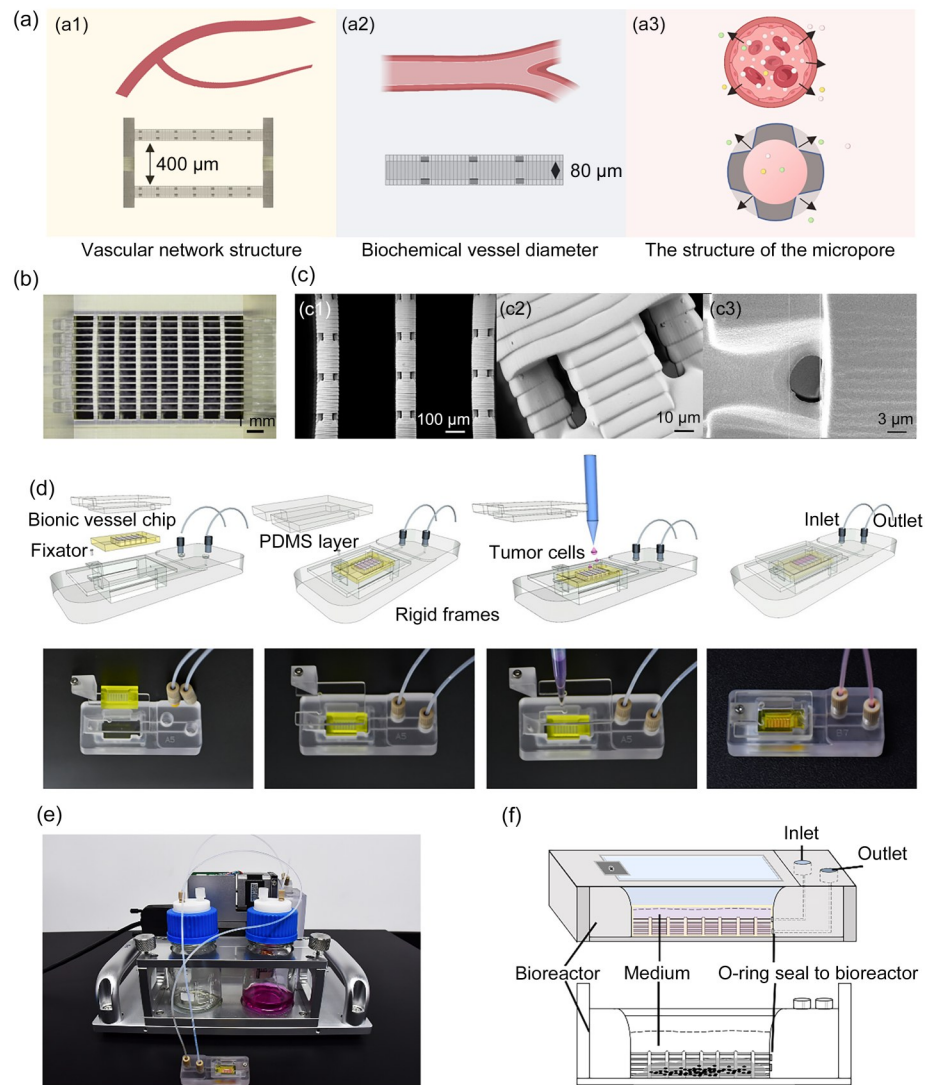 (a)
(a1)
(a2)
(a3)
400 μm
80 μm
Vascular network structure
Biochemical vessel diameter
The structure of the micropore
(b)
(c)
(c1)
(c2)
(c3)
1 mm
100 μm
10 μm
3 μm
(d)
Bionic vessel chip
Fixator
PDMS layer
Tumor cells
Inlet
Outlet
Rigid frames
A5
A5
A5
B7
(e)
(f)
Inlet
Outlet
Bioreactor
Medium
O-ring seal to bioreactor